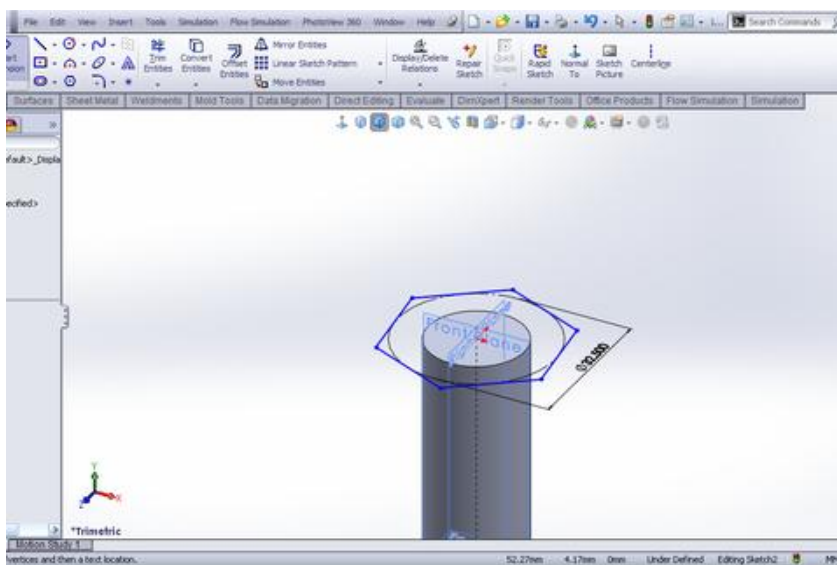 File Edit View Insert Tools Simulation Flow Simulation PhotoView 360 Window Help Search Commands
Trim Entities Convert Entities Offset Entities Mirror Entities Linear Sketch Pattern Move Entities Display/Delete Relations Repair Sketch Quick Snaps Rapid Sketch Normal To Sketch Picture Centerline
Surfaces Sheet Metal Weldments Mold Tools Data Migration Direct Editing Evaluate DimXpert Render Tools Office Products Flow Simulation Simulation
fault>_Displa
ecified>
Front Plane
*Trimetric
Motion Study 1
vertices and then a text location. 52.27mm 4.17mm 0mm Under Defined Editing Sketch2